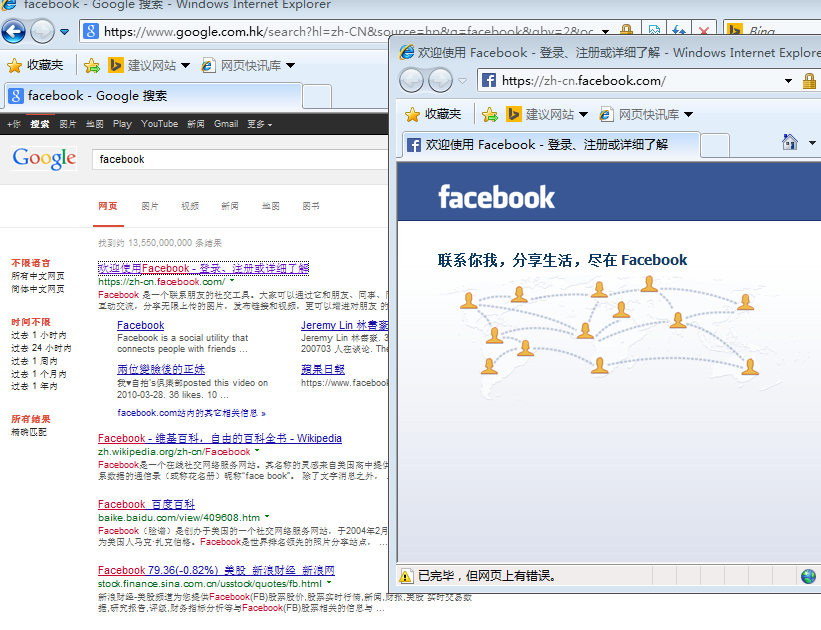 facebook - Google 搜索 - Windows Internet Explorer
https://www.google.com.hk/search?hl=zh-CN&source=hp&q=facebook&gbv=2&oc
Bing
收藏夹
建议网站
网页快讯库
facebook - Google 搜索
+你 搜索 图片 地图 Play YouTube 新闻 Gmail 更多
Google
facebook
网页 图片 视频 新闻 地图 图书
找到约 13,550,000,000 条结果
不限语言
所有中文网页
简体中文网页
时间不限
过去 1 小时内
过去 24 小时内
过去 1 周内
过去 1 个月内
过去 1 年内
所有结果
精确匹配
欢迎使用Facebook - 登录、注册或详细了解
https://zh-cn.facebook.com/
Facebook 是一个联系朋友的社交工具。大家可以通过它和朋友、同事、
互动交流，分享无限上传的图片，发布链接和视频，更可以增进对朋友 的
Facebook
Facebook is a social utility that
connects people with friends ...
Jeremy Lin 林書豪
Jeremy Lin 林書豪. 3
200703 人在谈论. The
兩位變臉後的正妹
我♥自拍's俱樂部posted this video on
2010-03-28. 36 likes. 10 ...
蘋果日報
https://www.facebook
facebook.com站内的其它相关信息 »
Facebook - 维基百科，自由的百科全书 - Wikipedia
zh.wikipedia.org/zh-cn/Facebook
Facebook是一个在线社交网络服务网站。其名称的灵感来自美国高中提供
系数据的通信录（或称花名册）昵称"face book"。 除了文字消息之外， ...
Facebook_百度百科
baike.baidu.com/view/409608.htm
Facebook（脸谱）是创办于美国的一个社交网络服务网站，于2004年2月
为美国人马克·扎克伯格。Facebook是世界排名领先的照片分享站点， ...
Facebook 79.36(-0.82%)_美股_新浪财经_新浪网
stock.finance.sina.com.cn/usstock/quotes/fb.html
新浪财经-美股频道为您提供Facebook(FB)股票股价,股票实时行情,新闻,财报,美股 实时交易数
据,研究报告,评级,财务指标分析等与Facebook(FB)股票相关的信息与 ...
欢迎使用 Facebook - 登录、注册或详细了解 - Windows Internet Explore
https://zh-cn.facebook.com/
收藏夹
建议网站
网页快讯库
欢迎使用 Facebook - 登录、注册或详细了解
facebook
联系你我，分享生活，尽在 Facebook
已完毕，但网页上有错误。